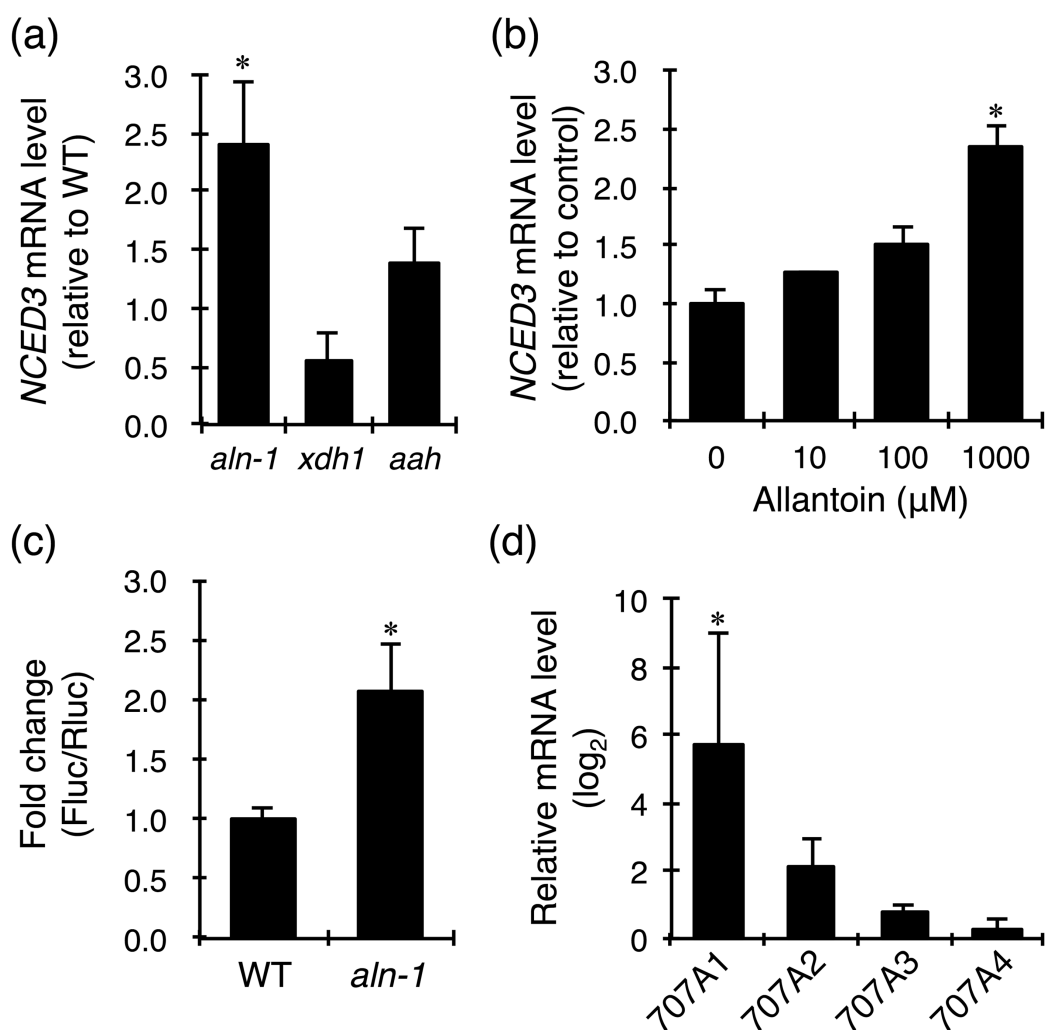 (a)
NCED3 mRNA level
(relative to WT)
3.0
2.5
2.0
1.5
1.0
0.5
0.0
*
aln-1 xdh1 aah
(b)
NCED3 mRNA level
(relative to control)
3.0
2.5
2.0
1.5
1.0
0.5
0.0
*
0 10 100 1000
Allantoin (µM)
(c)
Fold change
(Fluc/Rluc)
3.0
2.5
2.0
1.5
1.0
0.5
0.0
*
WT aln-1
(d)
Relative mRNA level
(log2)
10
8
6
4
2
0
*
707A1 707A2 707A3 707A4